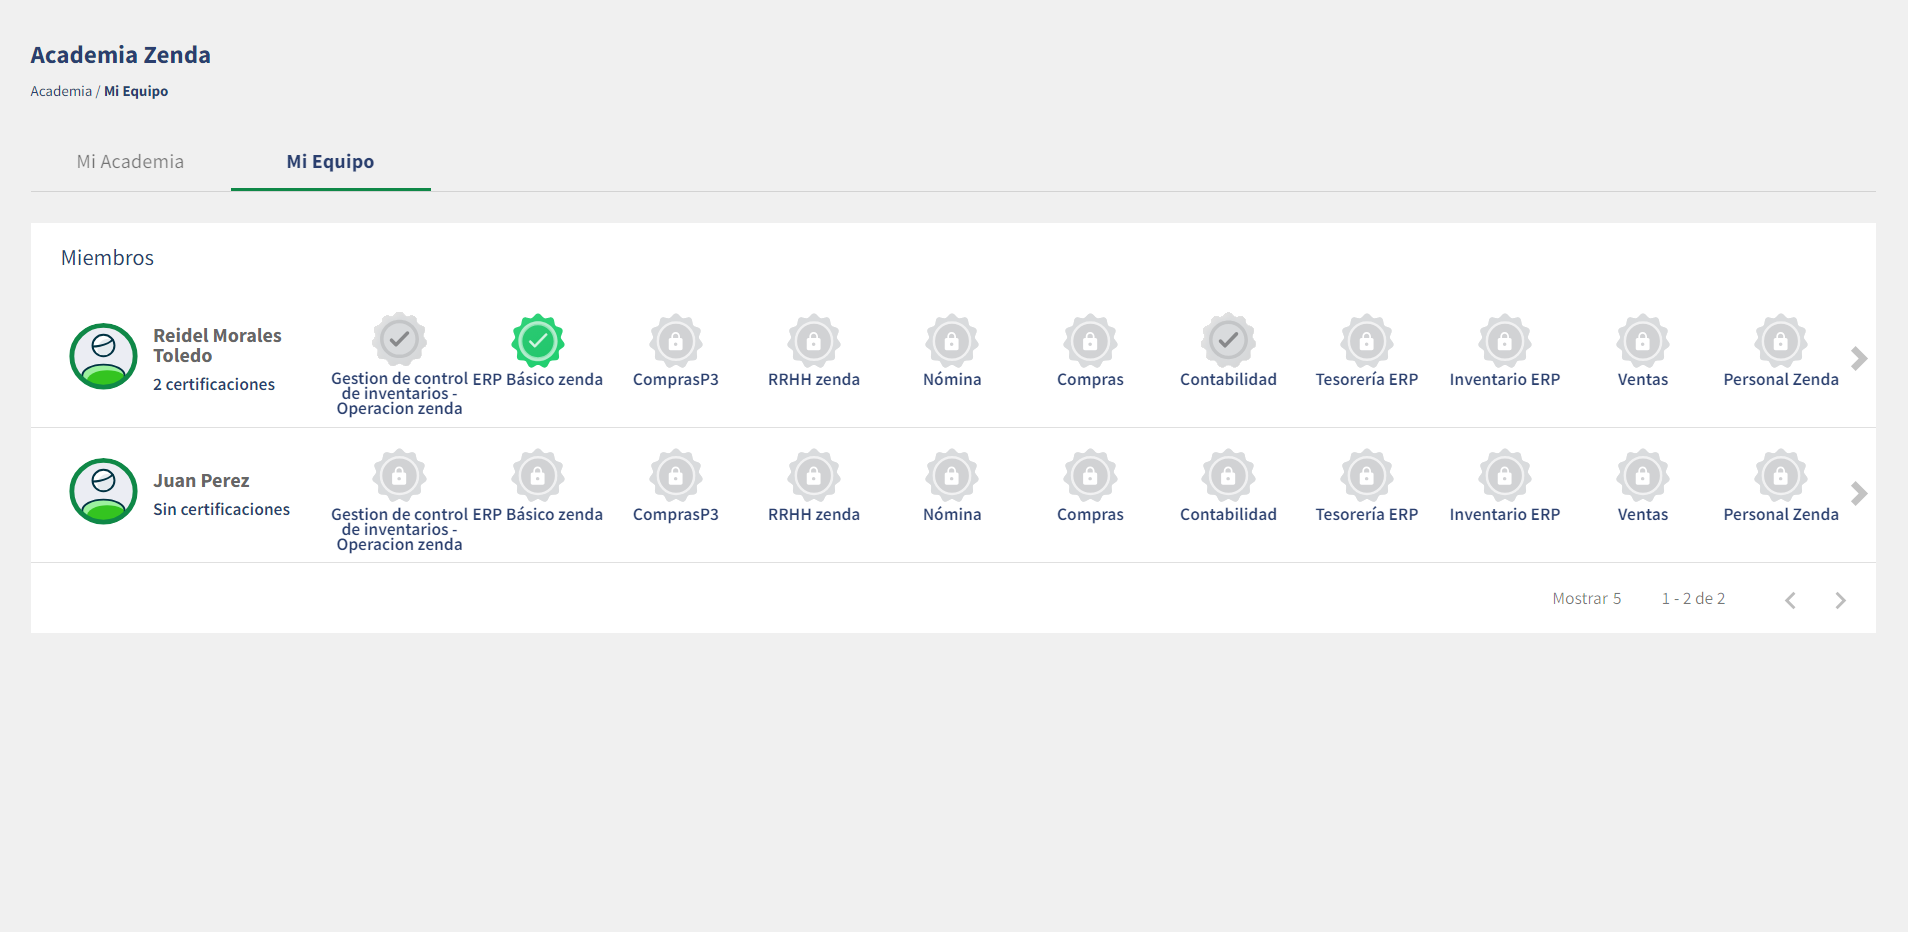 Academia Zenda
Academia / Mi Equipo
Mi Academia
Mi Equipo
Miembros
Reidel Morales
Toledo
2 certificaciones
Gestion de control
de inventarios -
Operacion zenda
ERP Básico zenda
ComprasP3
RRHH zenda
Nómina
Compras
Contabilidad
Tesorería ERP
Inventario ERP
Ventas
Personal Zenda
Juan Perez
Sin certificaciones
Gestion de control
de inventarios -
Operacion zenda
ERP Básico zenda
ComprasP3
RRHH zenda
Nómina
Compras
Contabilidad
Tesorería ERP
Inventario ERP
Ventas
Personal Zenda
Mostrar 5
1 - 2 de 2